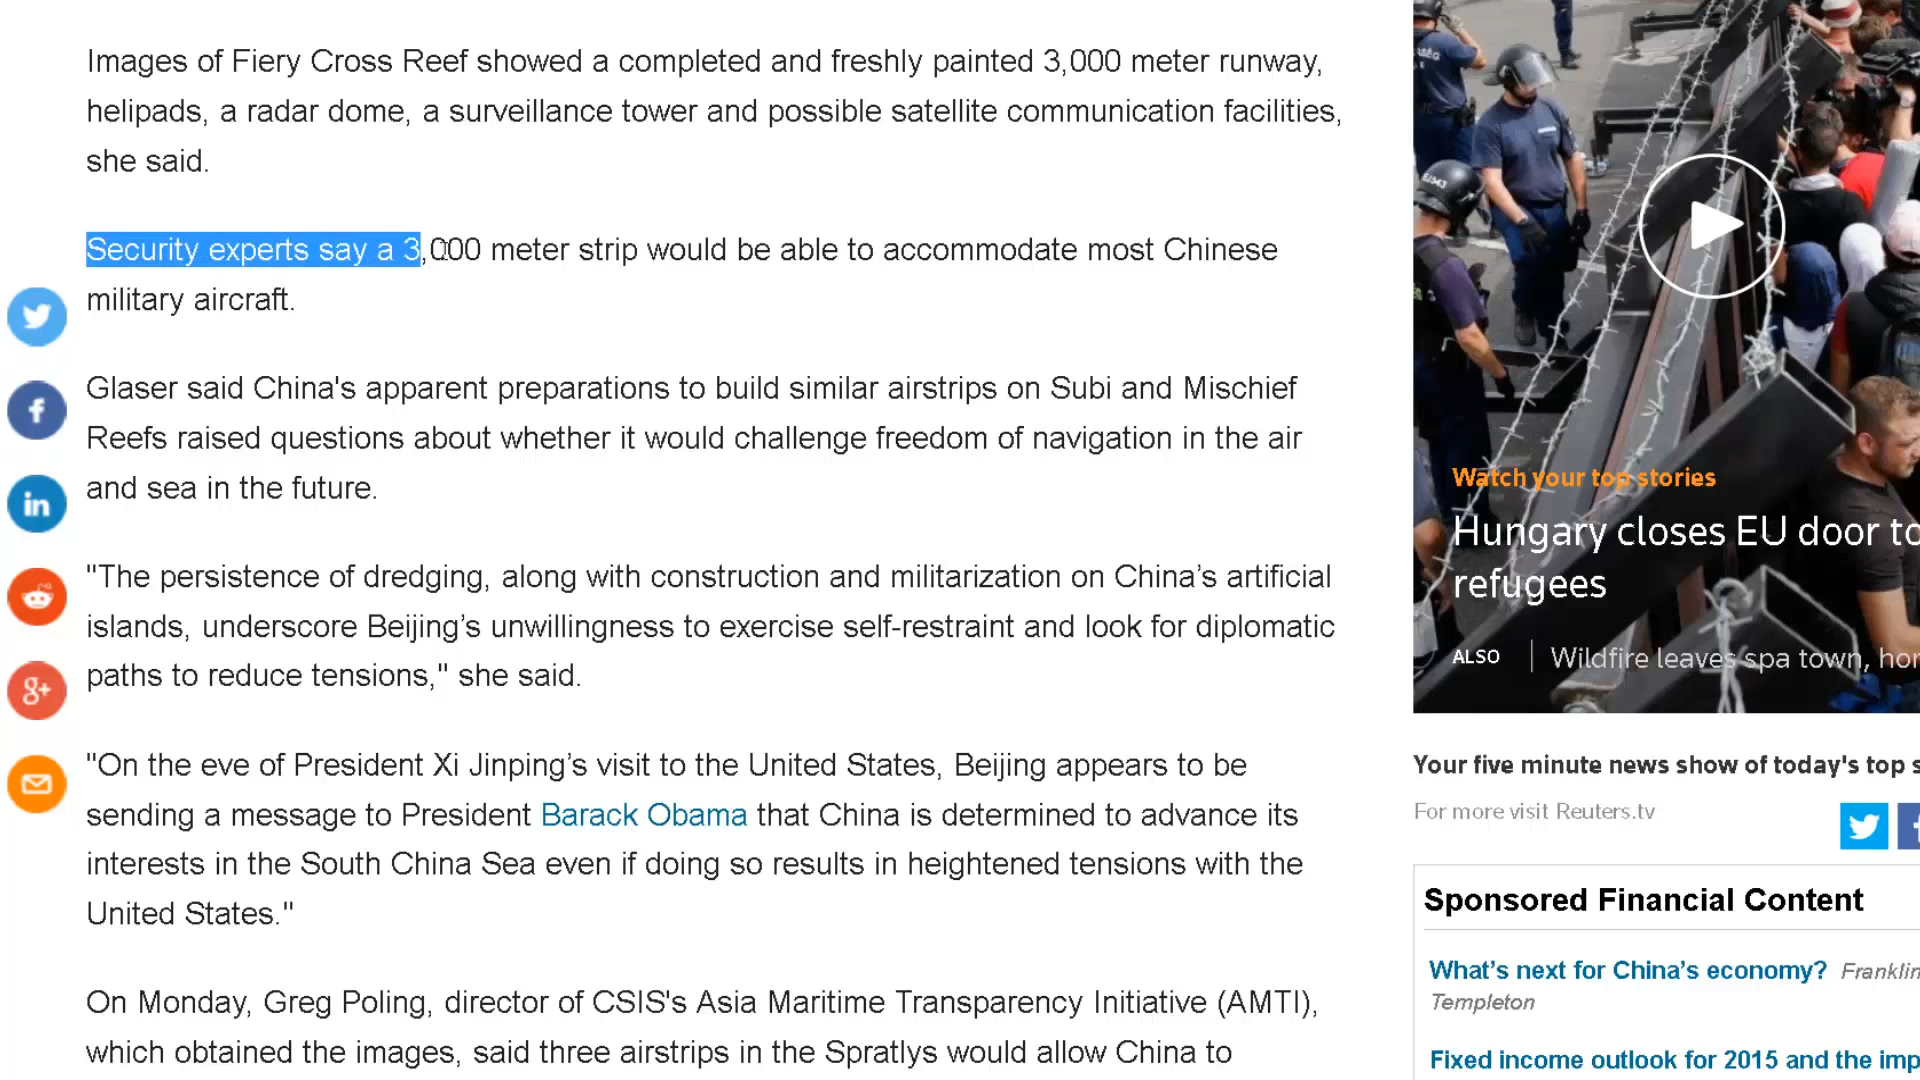 Images of Fiery Cross Reef showed a completed and freshly painted 3,000 meter runway,
helipads, a radar dome, a surveillance tower and possible satellite communication facilities,
she said.
Security experts say a 3,000 meter strip would be able to accommodate most Chinese
military aircraft.
Glaser said China's apparent preparations to build similar airstrips on Subi and Mischief
Reefs raised questions about whether it would challenge freedom of navigation in the air
and sea in the future.
"The persistence of dredging, along with construction and militarization on China’s artificial
islands, underscore Beijing’s unwillingness to exercise self-restraint and look for diplomatic
paths to reduce tensions," she said.
"On the eve of President Xi Jinping’s visit to the United States, Beijing appears to be
sending a message to President Barack Obama that China is determined to advance its
interests in the South China Sea even if doing so results in heightened tensions with the
United States."
On Monday, Greg Poling, director of CSIS's Asia Maritime Transparency Initiative (AMTI),
which obtained the images, said three airstrips in the Spratlys would allow China to
f
in
g+
Watch your top stories
Hungary closes EU door to
refugees
ALSO | Wildfire leaves spa town,
Your five minute news show of today's top
For more visit Reuters.tv
Sponsored Financial Content
What’s next for China’s economy? Franklin
Templeton
Fixed income outlook for 2015 and the